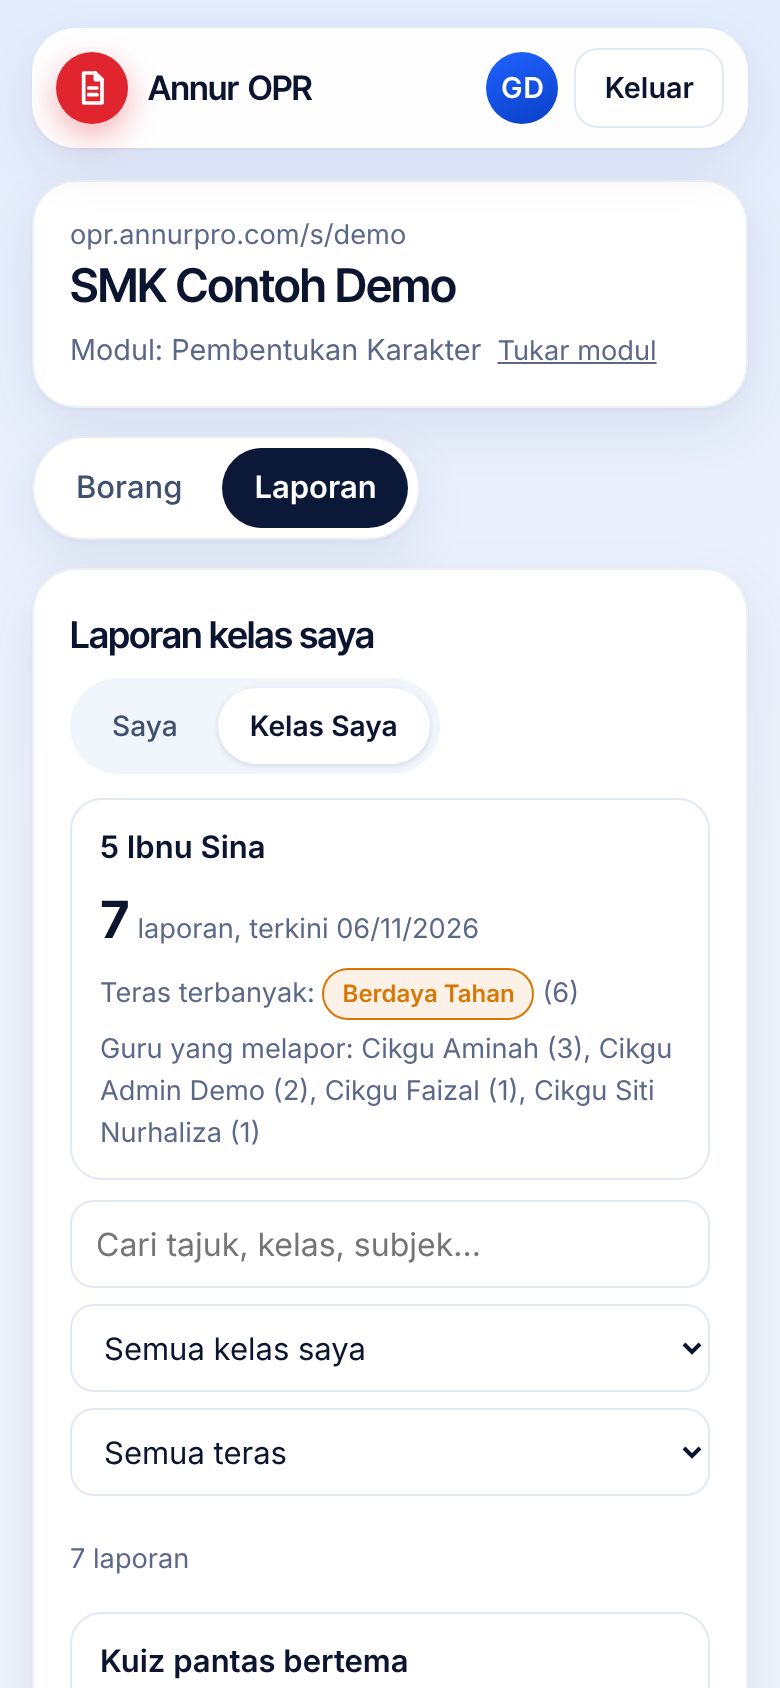 Annur OPR
GD
Keluar
opr.annurpro.com/s/demo
SMK Contoh Demo
Modul: Pembentukan Karakter Tukar modul
Borang
Laporan
Laporan kelas saya
Saya
Kelas Saya
5 Ibnu Sina
7 laporan, terkini 06/11/2026
Teras terbanyak: Berdaya Tahan (6)
Guru yang melapor: Cikgu Aminah (3), Cikgu
Admin Demo (2), Cikgu Faizal (1), Cikgu Siti
Nurhaliza (1)
Cari tajuk, kelas, subjek...
Semua kelas saya
Semua teras
7 laporan
Kuiz pantas bertema